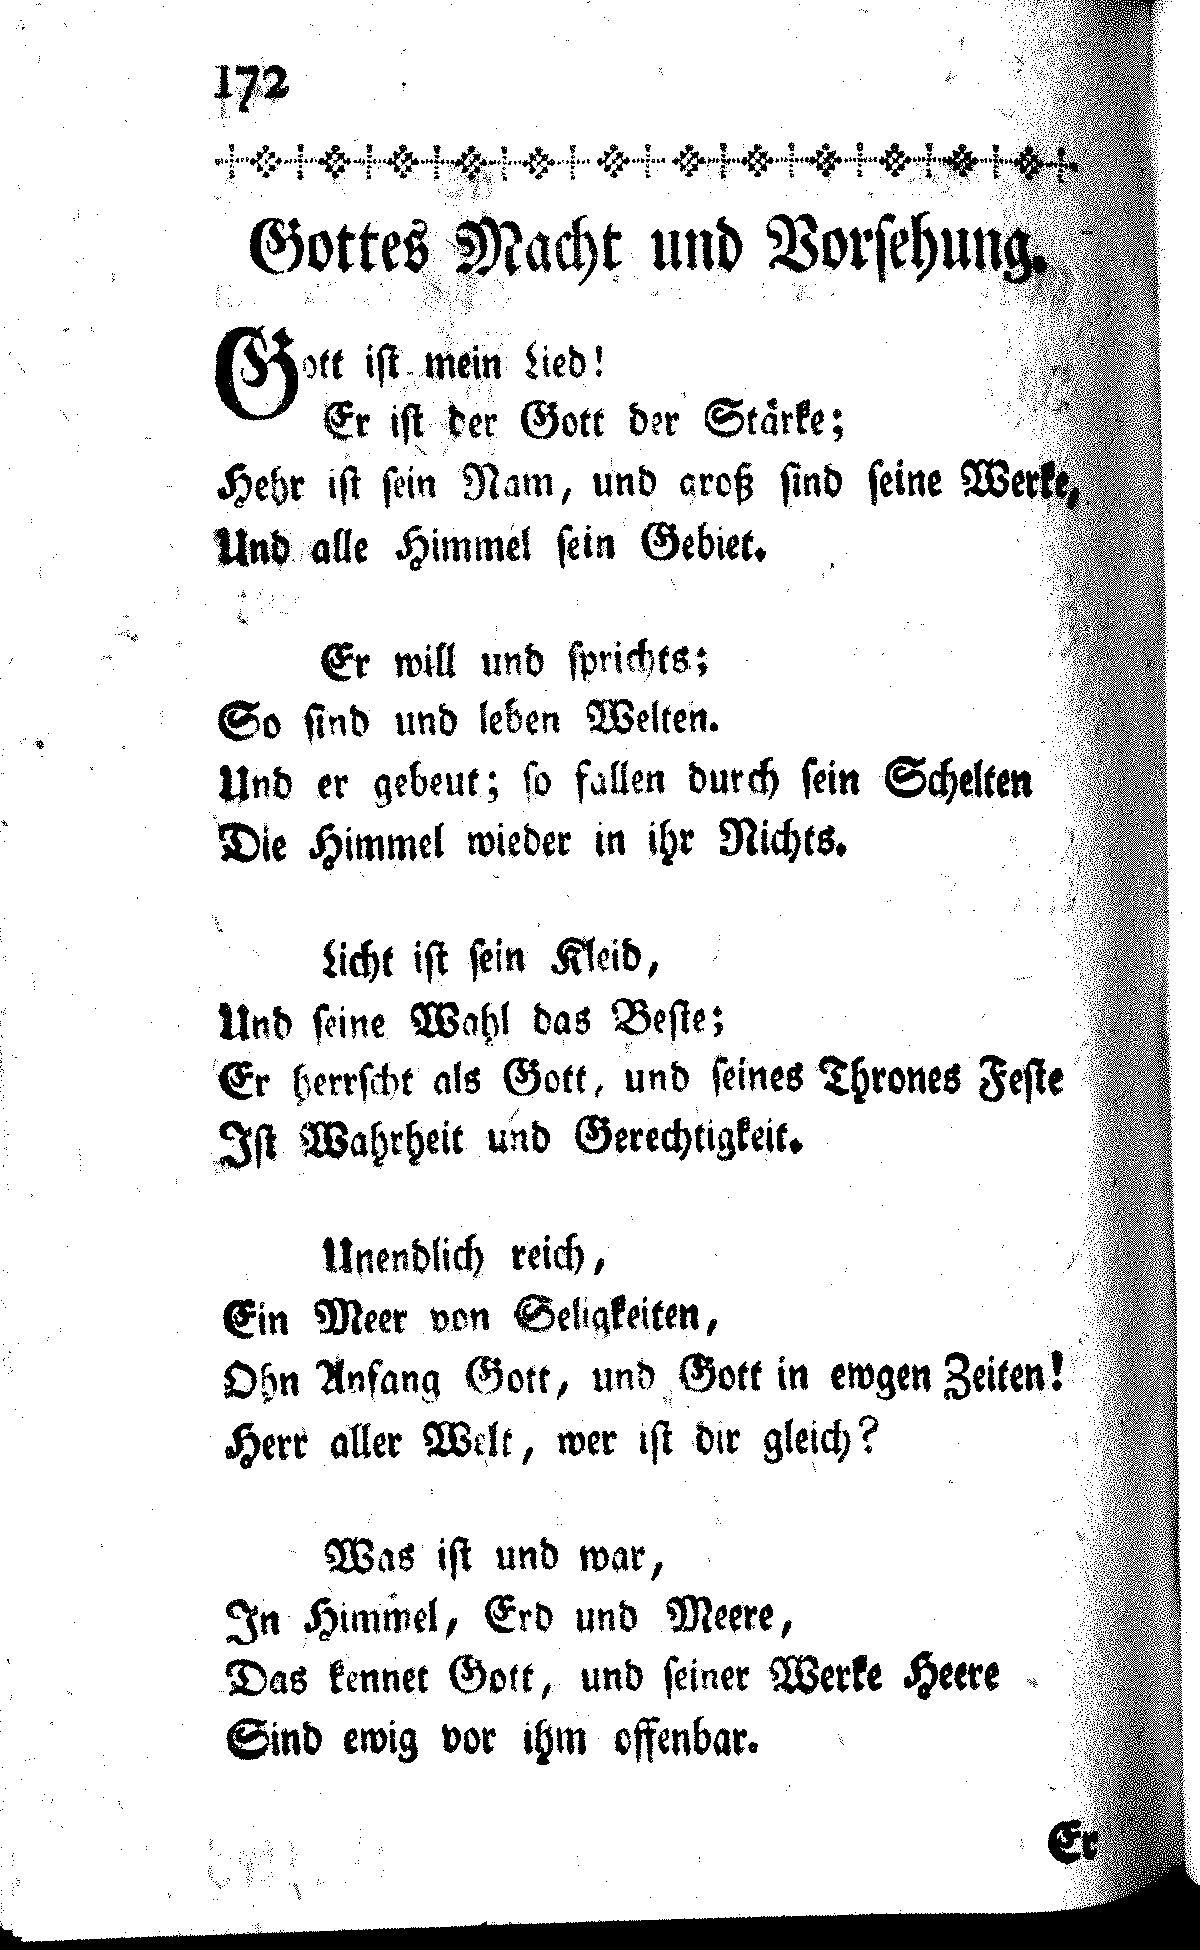 172
Gottes Macht und Vorsehung.
Gott ist mein Lied!
Er ist der Gott der Stärke;
Hehr ist sein Nam, und groß sind seine Werke,
Und alle Himmel sein Gebiet.
Er will und sprichts;
So sind und leben Welten.
Und er gebeut; so fallen durch sein Schelten
Die Himmel wieder in ihr Nichts.
Licht ist sein Kleid,
Und seine Wahl das Beste;
Er herrscht als Gott, und seines Thrones Feste
Ist Wahrheit und Gerechtigkeit.
Unendlich reich,
Ein Meer von Seligkeiten,
Ohn Anfang Gott, und Gott in ewgen Zeiten!
Herr aller Welt, wer ist dir gleich?
Was ist und war,
In Himmel, Erd und Meere,
Das kennet Gott, und seiner Werke Heere
Sind ewig vor ihm offenbar.
Er